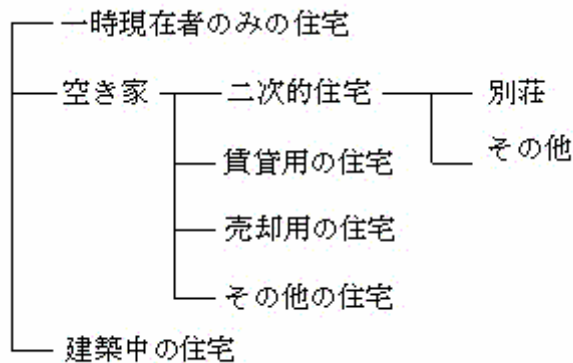 一時現在者のみの住宅
空き家
二次的住宅
別荘
その他
賃貸用の住宅
売却用の住宅
その他の住宅
建築中の住宅